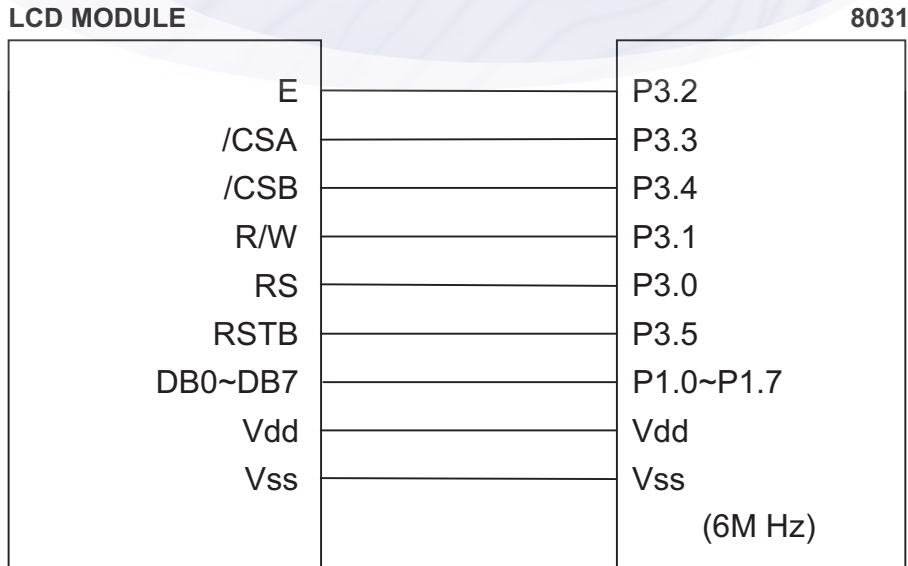 LCD MODULE 8031
E P3.2
/CSA P3.3
/CSB P3.4
R/W P3.1
RS P3.0
RSTB P3.5
DB0~DB7 P1.0~P1.7
Vdd Vdd
Vss Vss
(6M Hz)